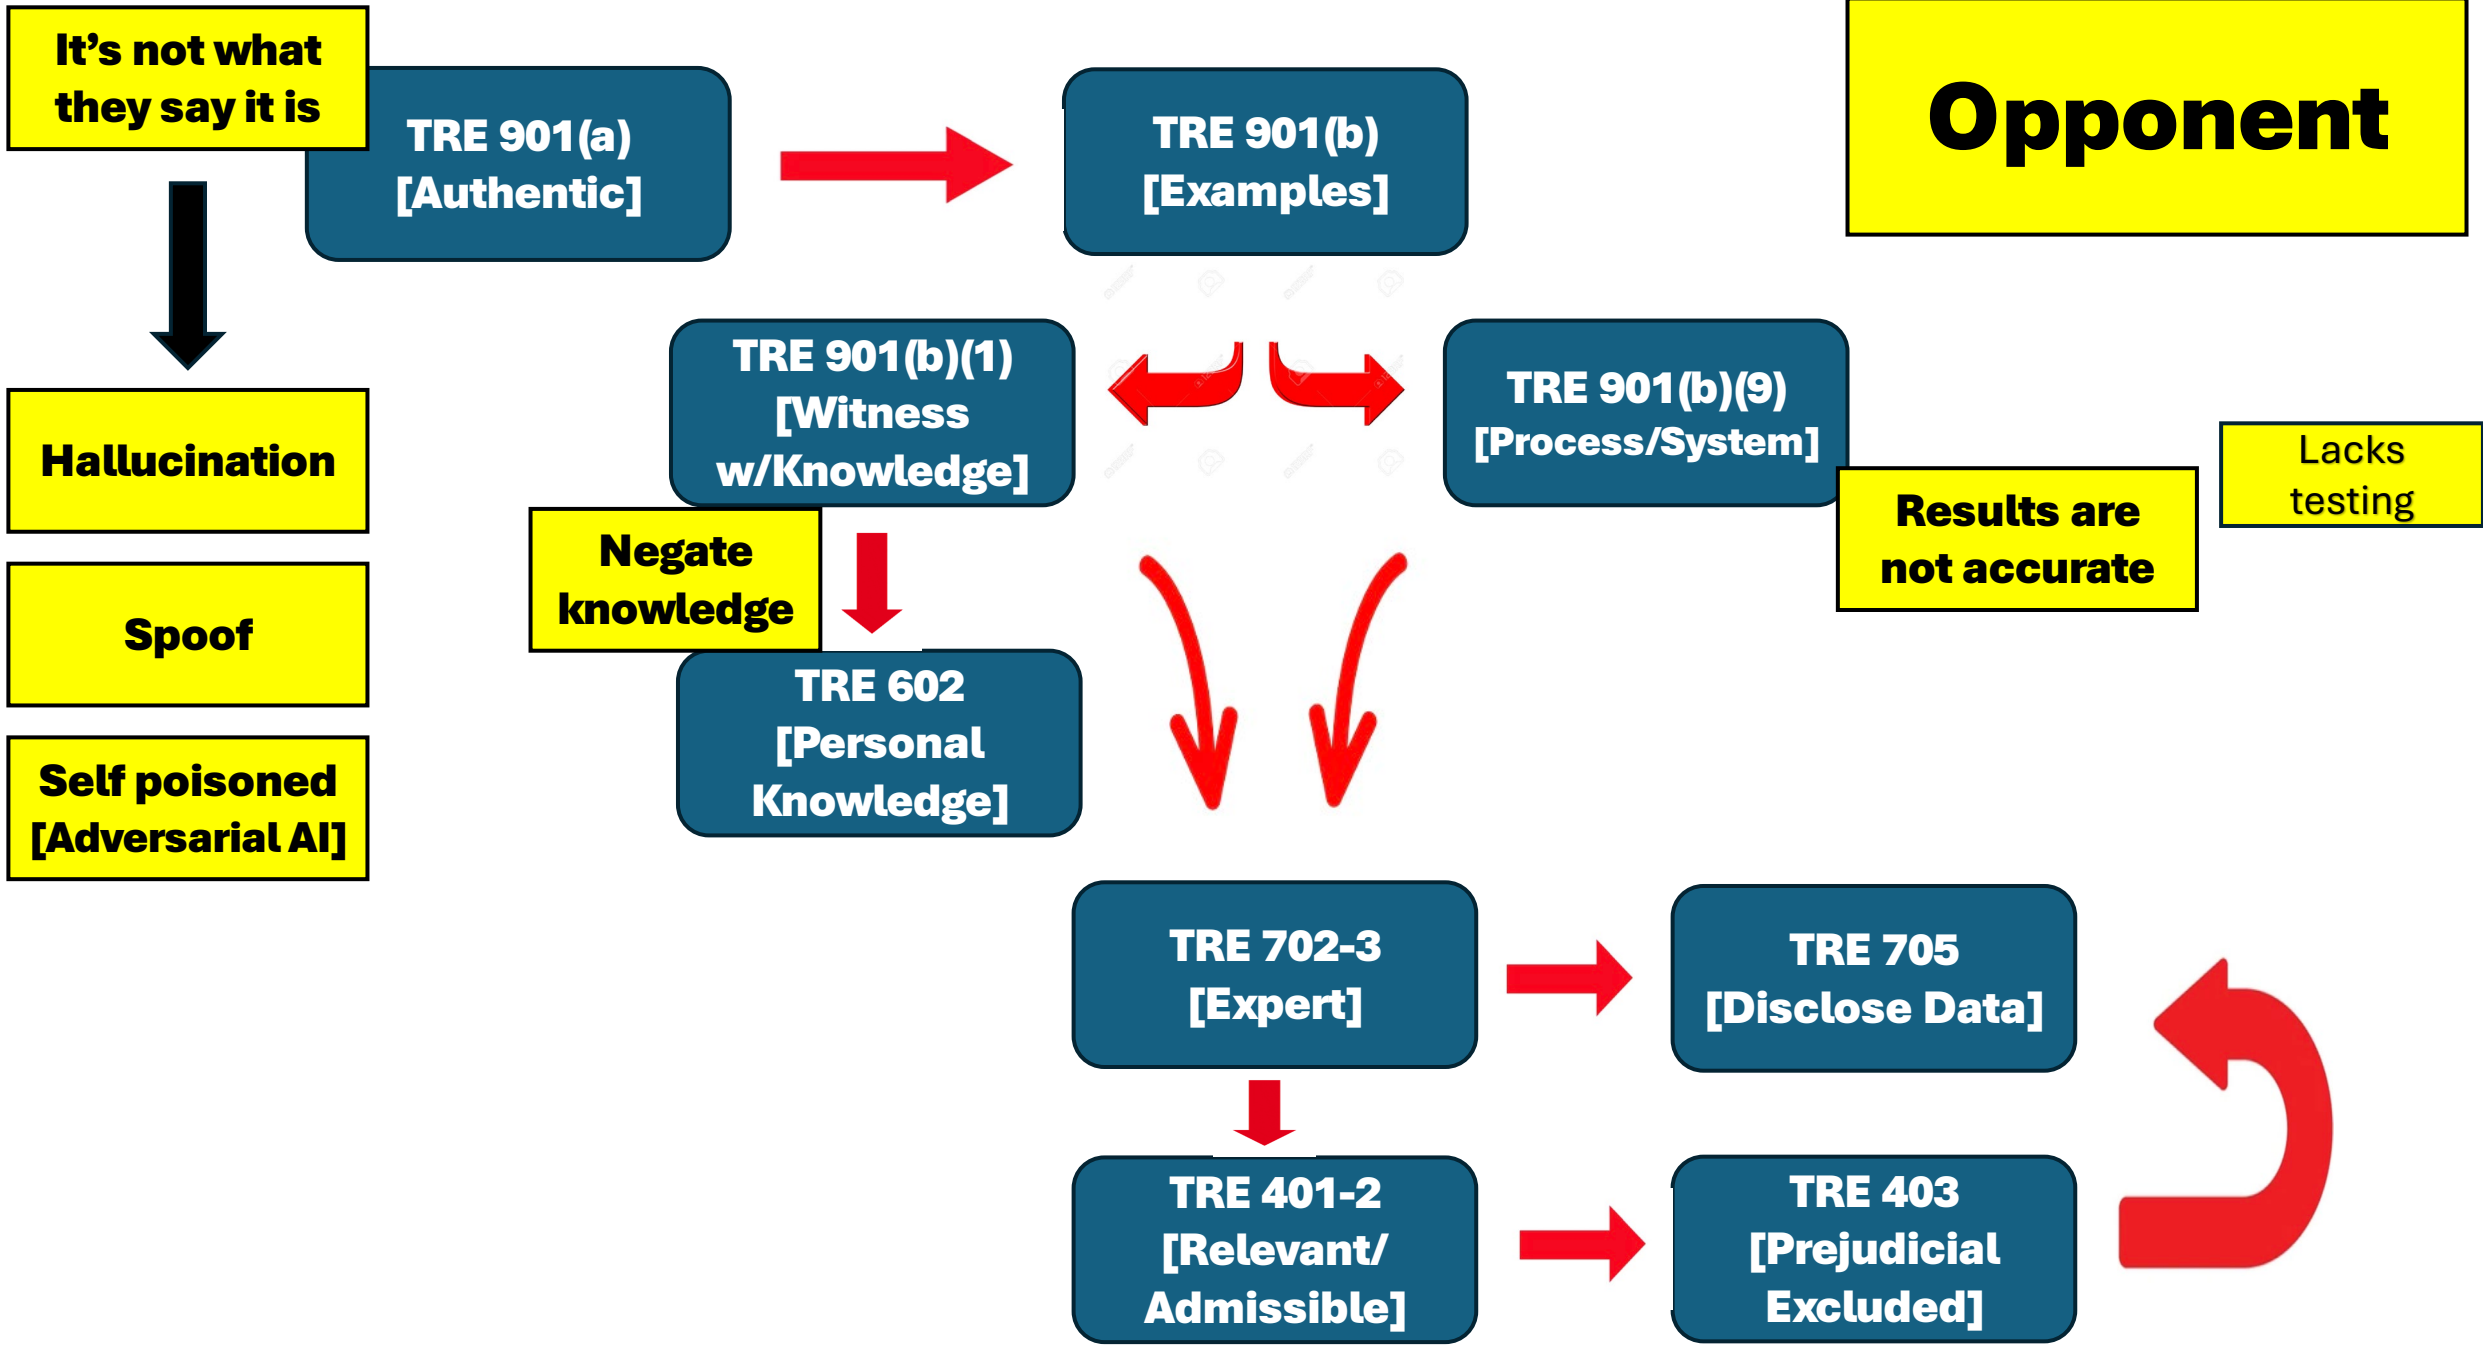 It's not what
they say it is
TRE 901(a)
[Authentic]
TRE 901(b)
[Examples]
Opponent
TRE 901(b)(1)
[Witness
w/Knowledge]
TRE 901(b)(9)
[Process/System]
Lacks
testing
Results are
not accurate
Hallucination
Negate
knowledge
Spoof
TRE 602
[Personal
Knowledge]
Self poisoned
[Adversarial AI]
TRE 702-3
[Expert]
TRE 705
[Disclose Data]
TRE 401-2
[Relevant/
Admissible]
TRE 403
[Prejudicial
Excluded]